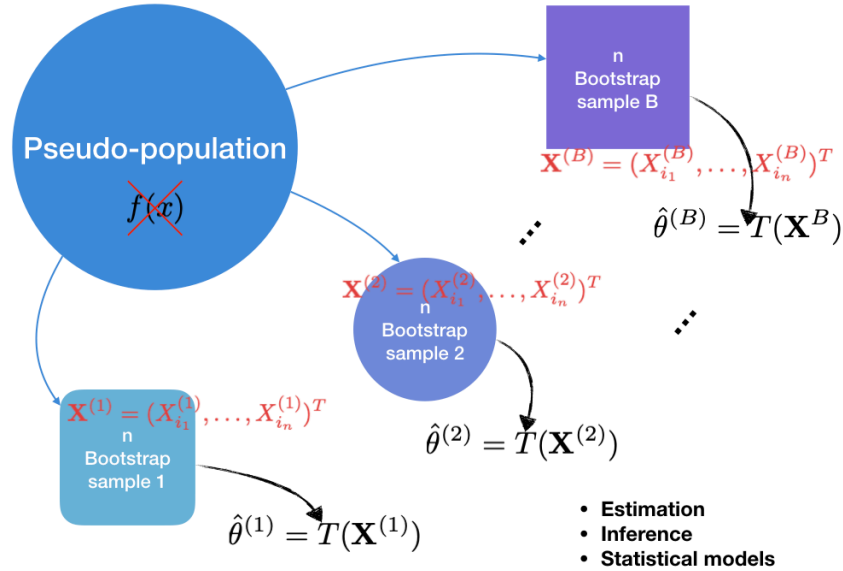 Pseudo-population
f(x)
n
Bootstrap
sample B
𝐗^{(B)} = (X_{i_1}^{(B)}, . . . , X_{i_n}^{(B)})^T
θ̂^{(B)} = T(𝐗^B)
𝐗^{(2)} = (X_{i_1}^{(2)}, . . . , X_{i_n}^{(2)})^T
n
Bootstrap
sample 2
θ̂^{(2)} = T(𝐗^{(2)})
𝐗^{(1)} = (X_{i_1}^{(1)}, . . . , X_{i_n}^{(1)})^T
n
Bootstrap
sample 1
θ̂^{(1)} = T(𝐗^{(1)})
• Estimation
• Inference
• Statistical models